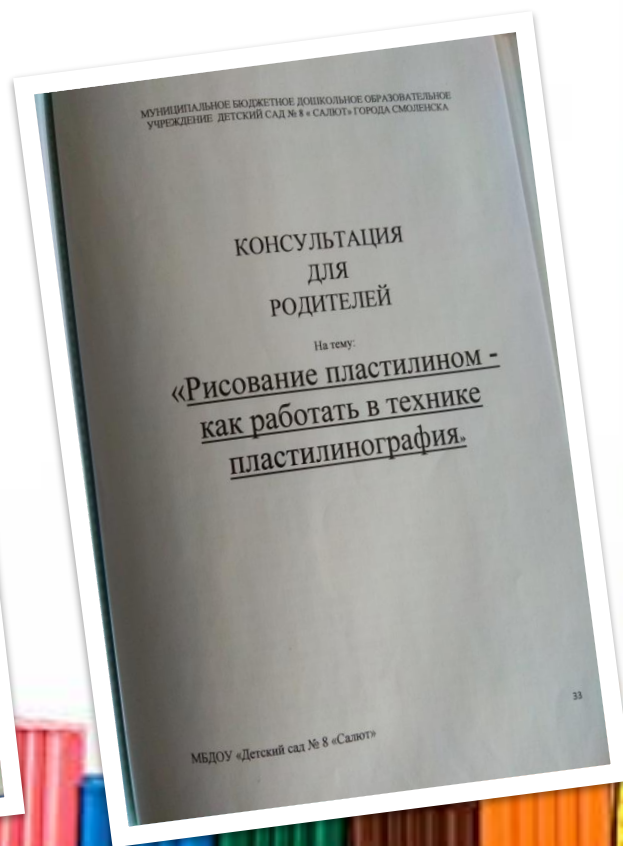 МУНИЦИПАЛЬНОЕ БЮДЖЕТНОЕ ДОШКОЛЬНОЕ ОБРАЗОВАТЕЛЬНОЕ
УЧРЕЖДЕНИЕ ДЕТСКИЙ САД № 8 « САЛЮТ» ГОРОДА СМОЛЕНСКА
КОНСУЛЬТАЦИЯ
ДЛЯ
РОДИТЕЛЕЙ
На тему:
«Рисование пластилином -
как работать в технике
пластилинография»
33
МБДОУ «Детский сад № 8 «Салют»